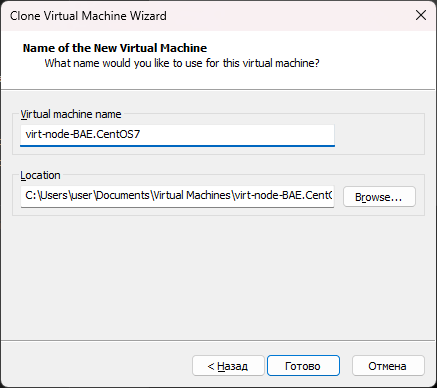 Clone Virtual Machine Wizard
Name of the New Virtual Machine
What name would you like to use for this virtual machine?
Virtual machine name
virt-node-BAE.CentOS7
Location
C:\Users\user\Documents\Virtual Machines\virt-node-BAE.Cent
Browse...
< Назад
Готово
Отмена